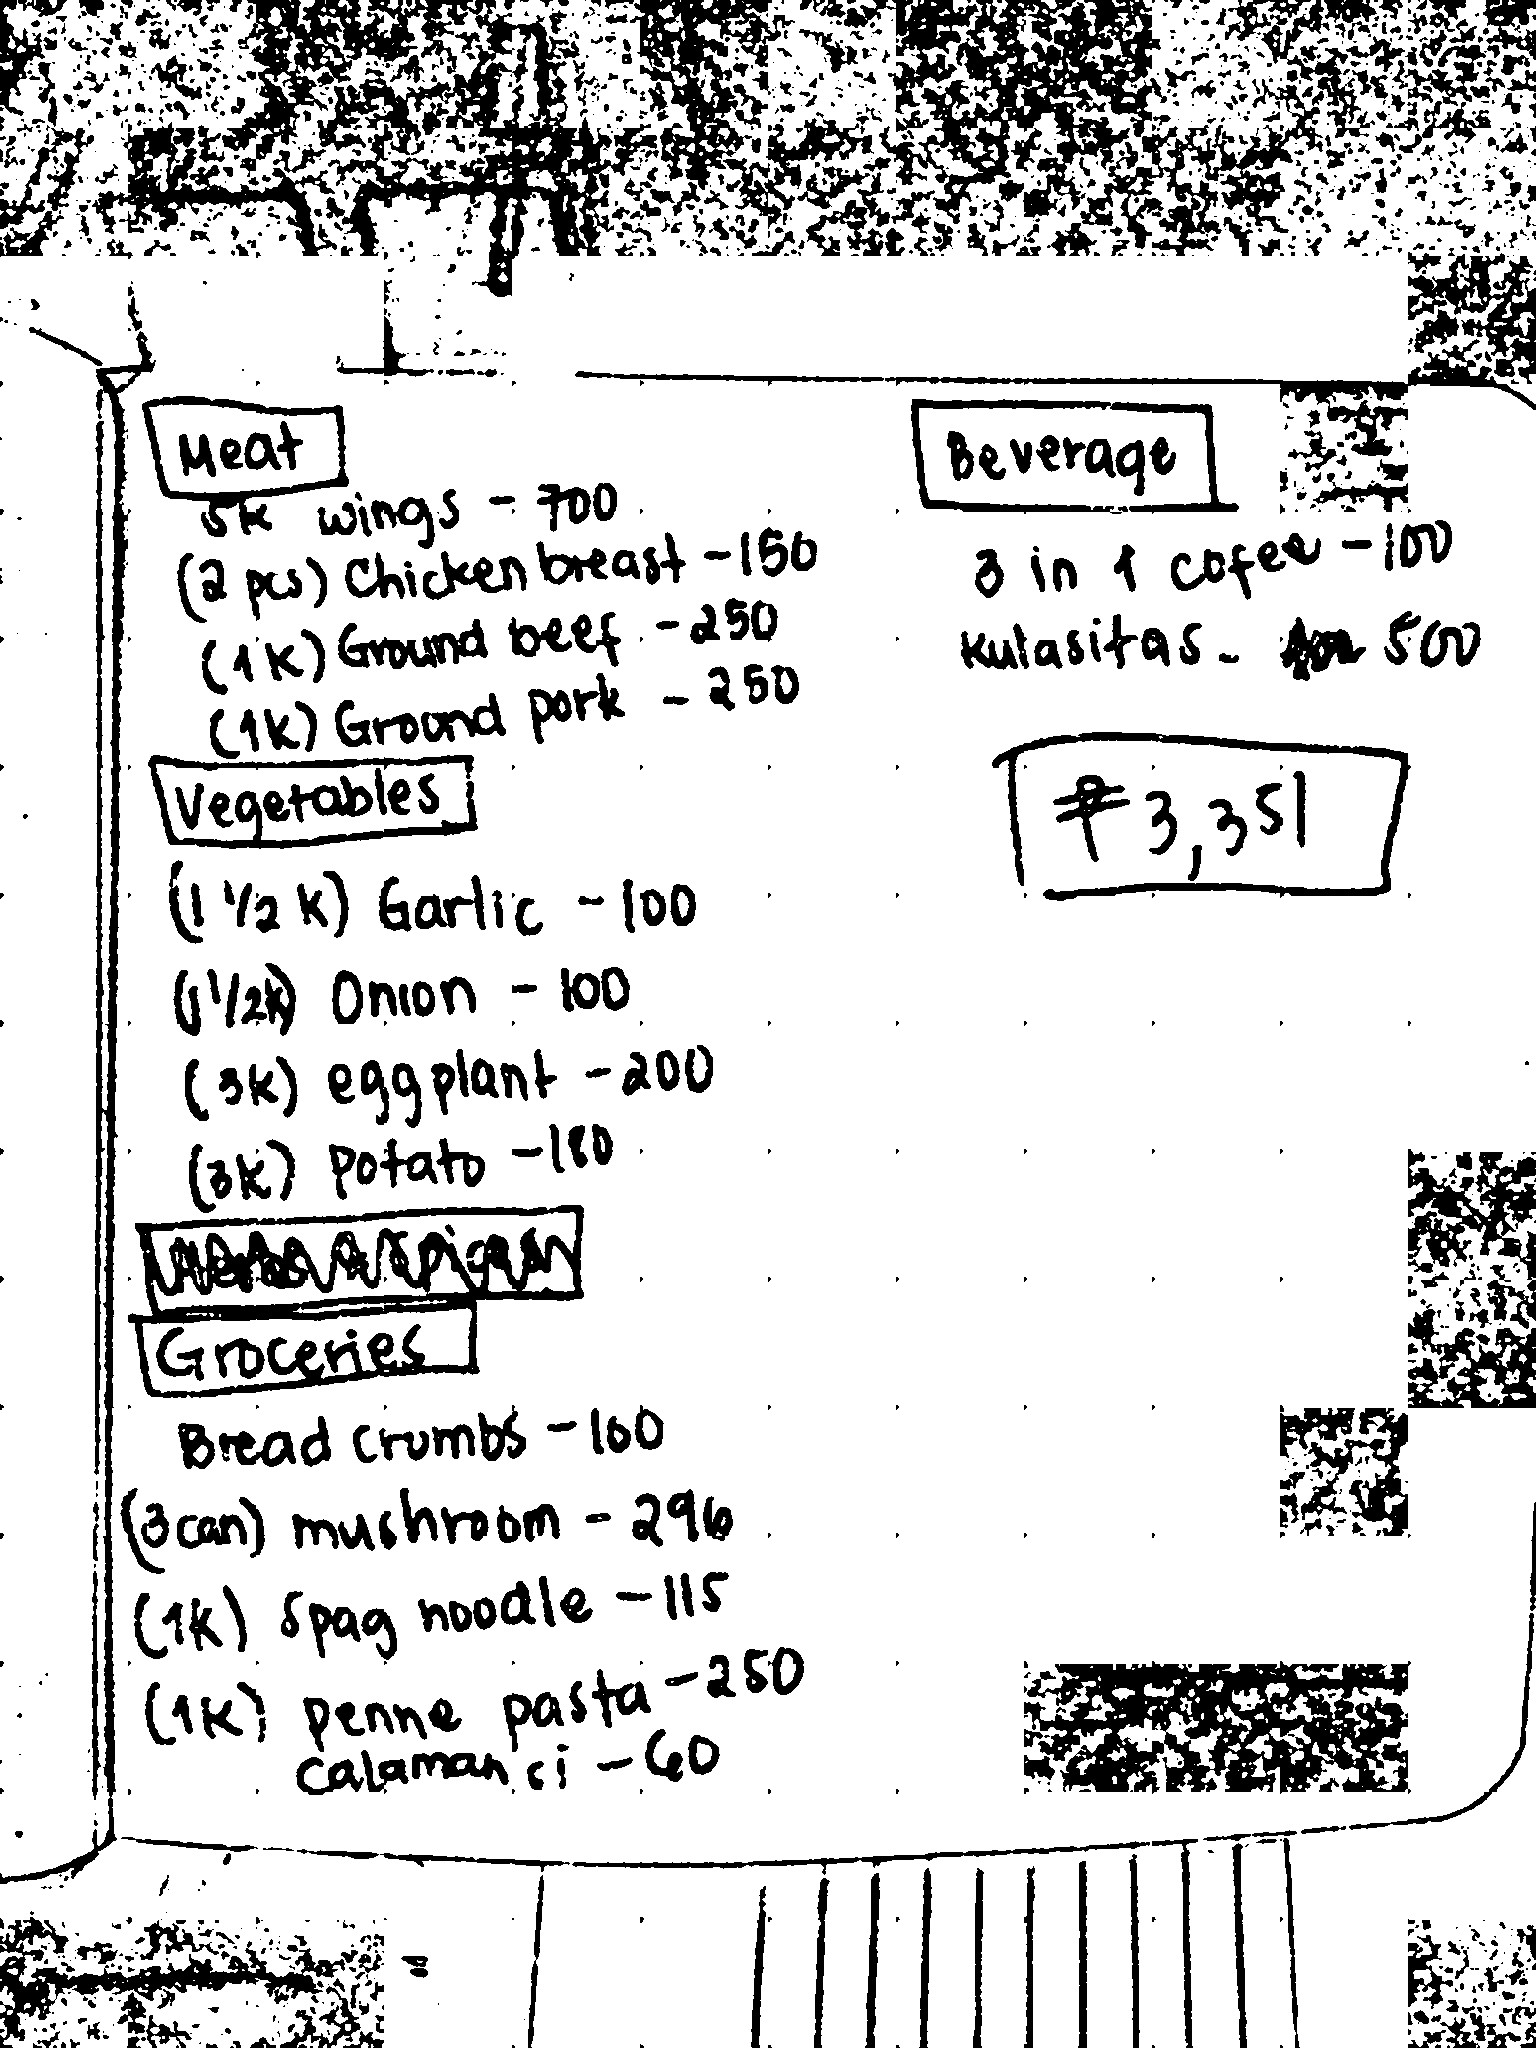 Meat
5k wings - 700
(2 pcs) Chicken breast - 150
(1K) Ground beef - 250
(1K) Ground pork - 250
Vegetables
(1 1/2 K) Garlic - 100
(1 1/2K) Onion - 100
(3K) eggplant - 200
(3K) potato - 180
Groceries
Bread crumbs - 100
(3 can) mushroom - 296
(1K) spag noodle - 115
(1K) penne pasta - 250
calamansi - 60
Beverage
3 in 1 cofee - 100
Kulasitas - 500
₱ 3,351